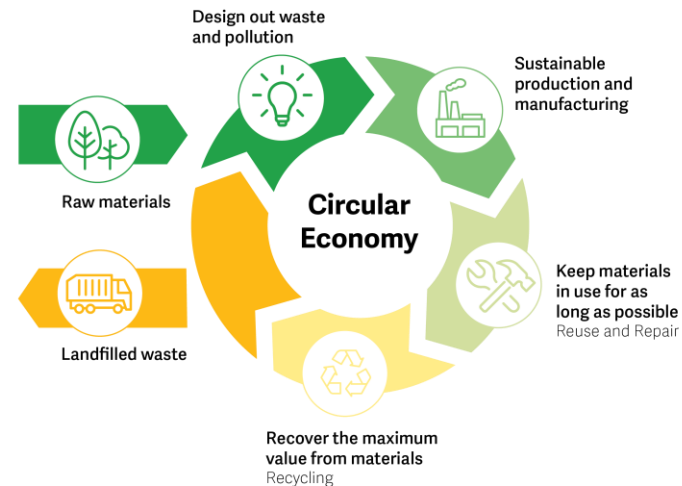 Design out waste
and pollution
Sustainable
production and
manufacturing
Raw materials
Circular
Economy
Keep materials
in use for as
long as possible
Reuse and Repair
Landfilled waste
Recover the maximum
value from materials
Recycling